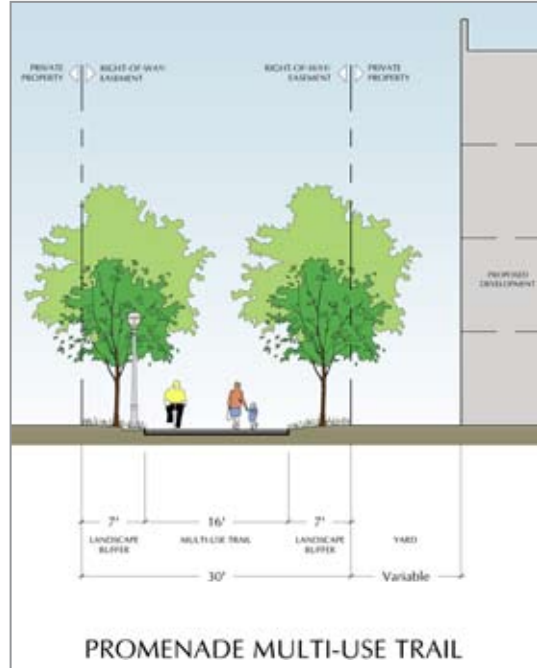 PRIVATE
PROPERTY
RIGHT-OF-WAY/
EASEMENT
RIGHT-OF-WAY/
EASEMENT
PRIVATE
PROPERTY
PROPOSED
DEVELOPMENT
7'
16'
7'
LANDSCAPE
BUFFER
MULTI-USE TRAIL
LANDSCAPE
BUFFER
YARD
30'
Variable
PROMENADE MULTI-USE TRAIL